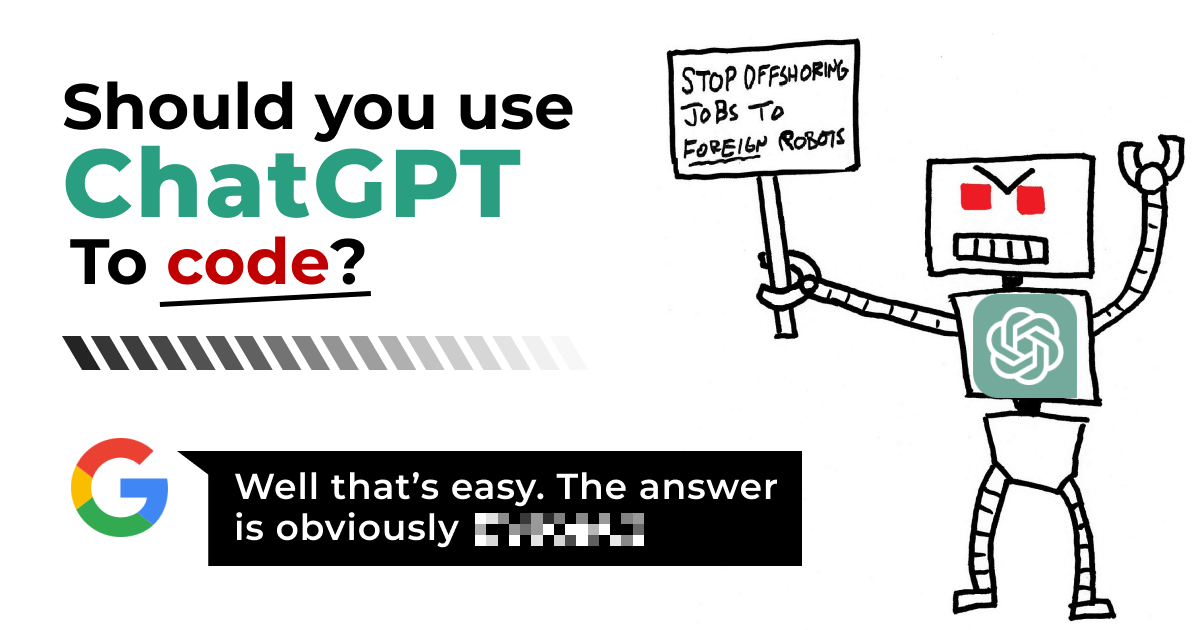 Should you use
ChatGPT
To code?
STOP OFFSHORING
JOBS TO
FOREIGN ROBOTS
Well that's easy. The answer
is obviously